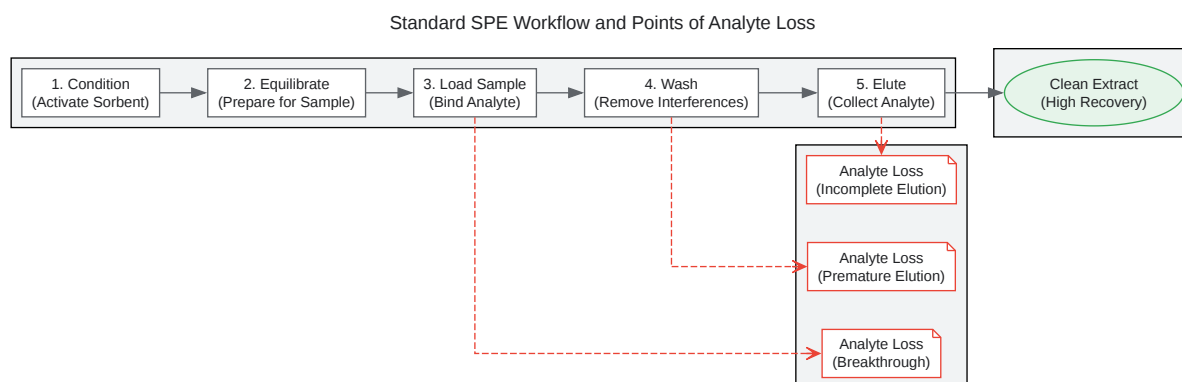 Standard SPE Workflow and Points of Analyte Loss
1. Condition
(Activate Sorbent)
2. Equilibrate
(Prepare for Sample)
3. Load Sample
(Bind Analyte)
4. Wash
(Remove Interferences)
5. Elute
(Collect Analyte)
Clean Extract
(High Recovery)
Analyte Loss
(Incomplete Elution)
Analyte Loss
(Premature Elution)
Analyte Loss
(Breakthrough)